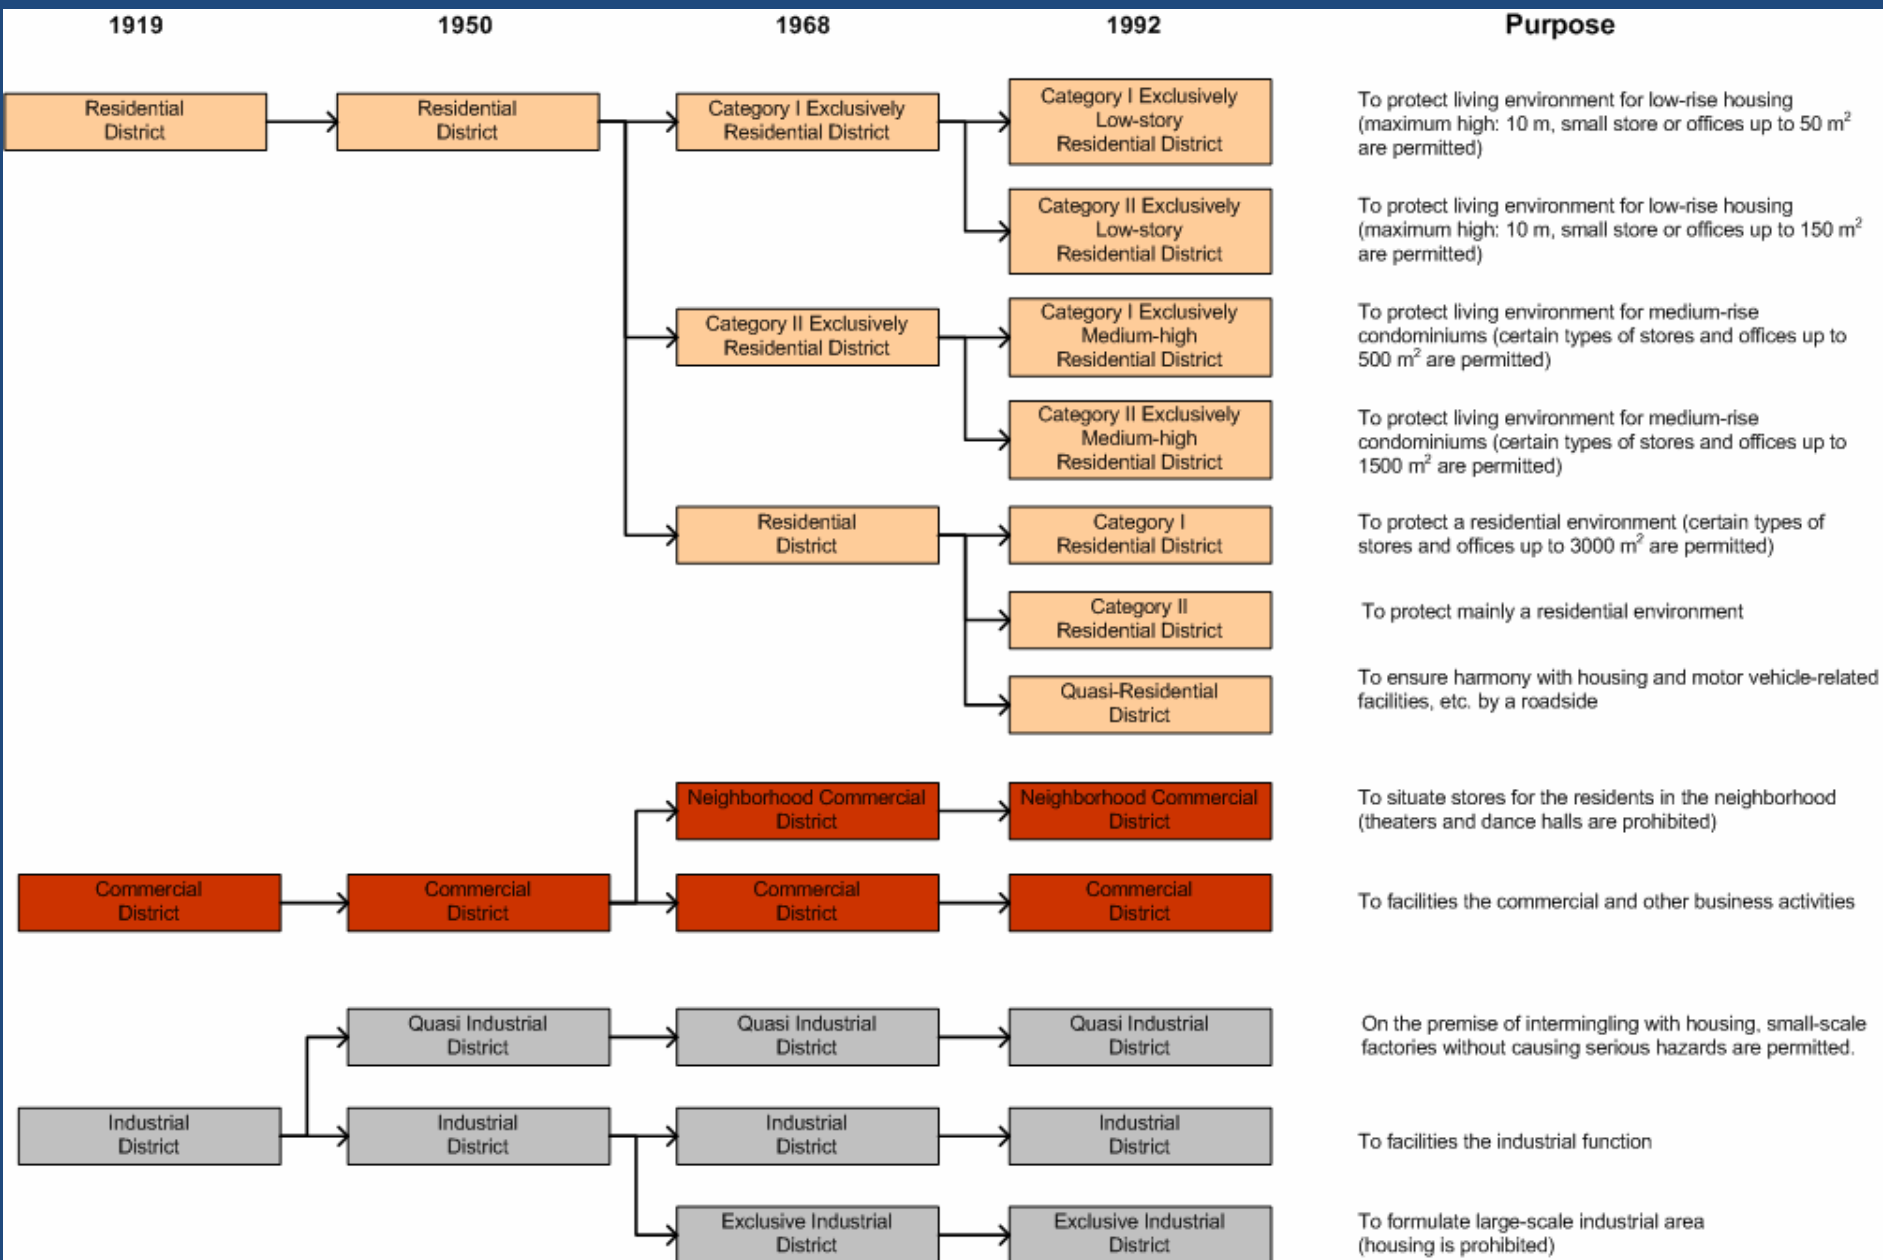 1919 1950 1968 1992 Purpose
Residential
District
Residential
District
Category I Exclusively
Residential District
Category I Exclusively
Low-story
Residential District
To protect living environment for low-rise housing
(maximum high: 10 m, small store or offices up to 50 m²
are permitted)
Category II Exclusively
Low-story
Residential District
To protect living environment for low-rise housing
(maximum high: 10 m, small store or offices up to 150 m²
are permitted)
Category II Exclusively
Residential District
Category I Exclusively
Medium-high
Residential District
To protect living environment for medium-rise
condominiums (certain types of stores and offices up to
500 m² are permitted)
Category II Exclusively
Medium-high
Residential District
To protect living environment for medium-rise
condominiums (certain types of stores and offices up to
1500 m² are permitted)
Residential
District
Category I
Residential District
To protect a residential environment (certain types of
stores and offices up to 3000 m² are permitted)
Category II
Residential District
To protect mainly a residential environment
Quasi-Residential
District
To ensure harmony with housing and motor vehicle-related
facilities, etc. by a roadside
Neighborhood Commercial
District
Neighborhood Commercial
District
To situate stores for the residents in the neighborhood
(theaters and dance halls are prohibited)
Commercial
District
Commercial
District
Commercial
District
Commercial
District
To facilities the commercial and other business activities
Quasi Industrial
District
Quasi Industrial
District
Quasi Industrial
District
On the premise of intermingling with housing, small-scale
factories without causing serious hazards are permitted.
Industrial
District
Industrial
District
Industrial
District
Industrial
District
To facilities the industrial function
Exclusive Industrial
District
Exclusive Industrial
District
To formulate large-scale industrial area
(housing is prohibited)